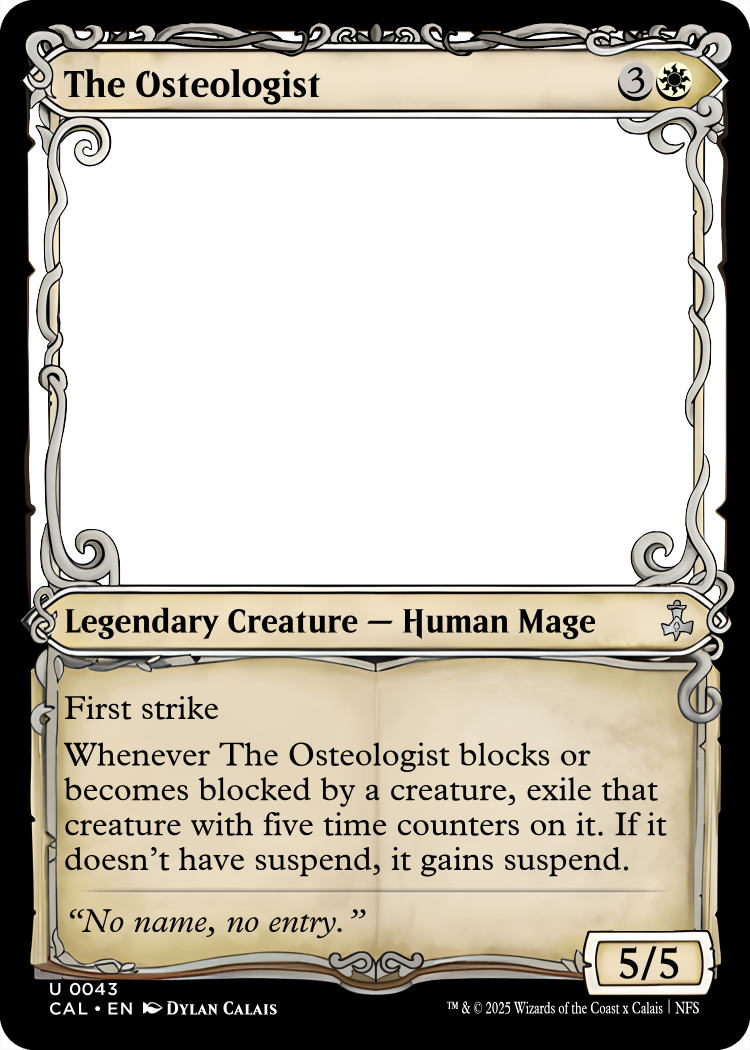 The Osteologist 3
Legendary Creature — Human Mage
First strike
Whenever The Osteologist blocks or
becomes blocked by a creature, exile that
creature with five time counters on it. If it
doesn’t have suspend, it gains suspend.
“No name, no entry.”
5/5
U 0043
CAL • EN DYLAN CALAIS
™ & © 2025 Wizards of the Coast x Calais | NFS